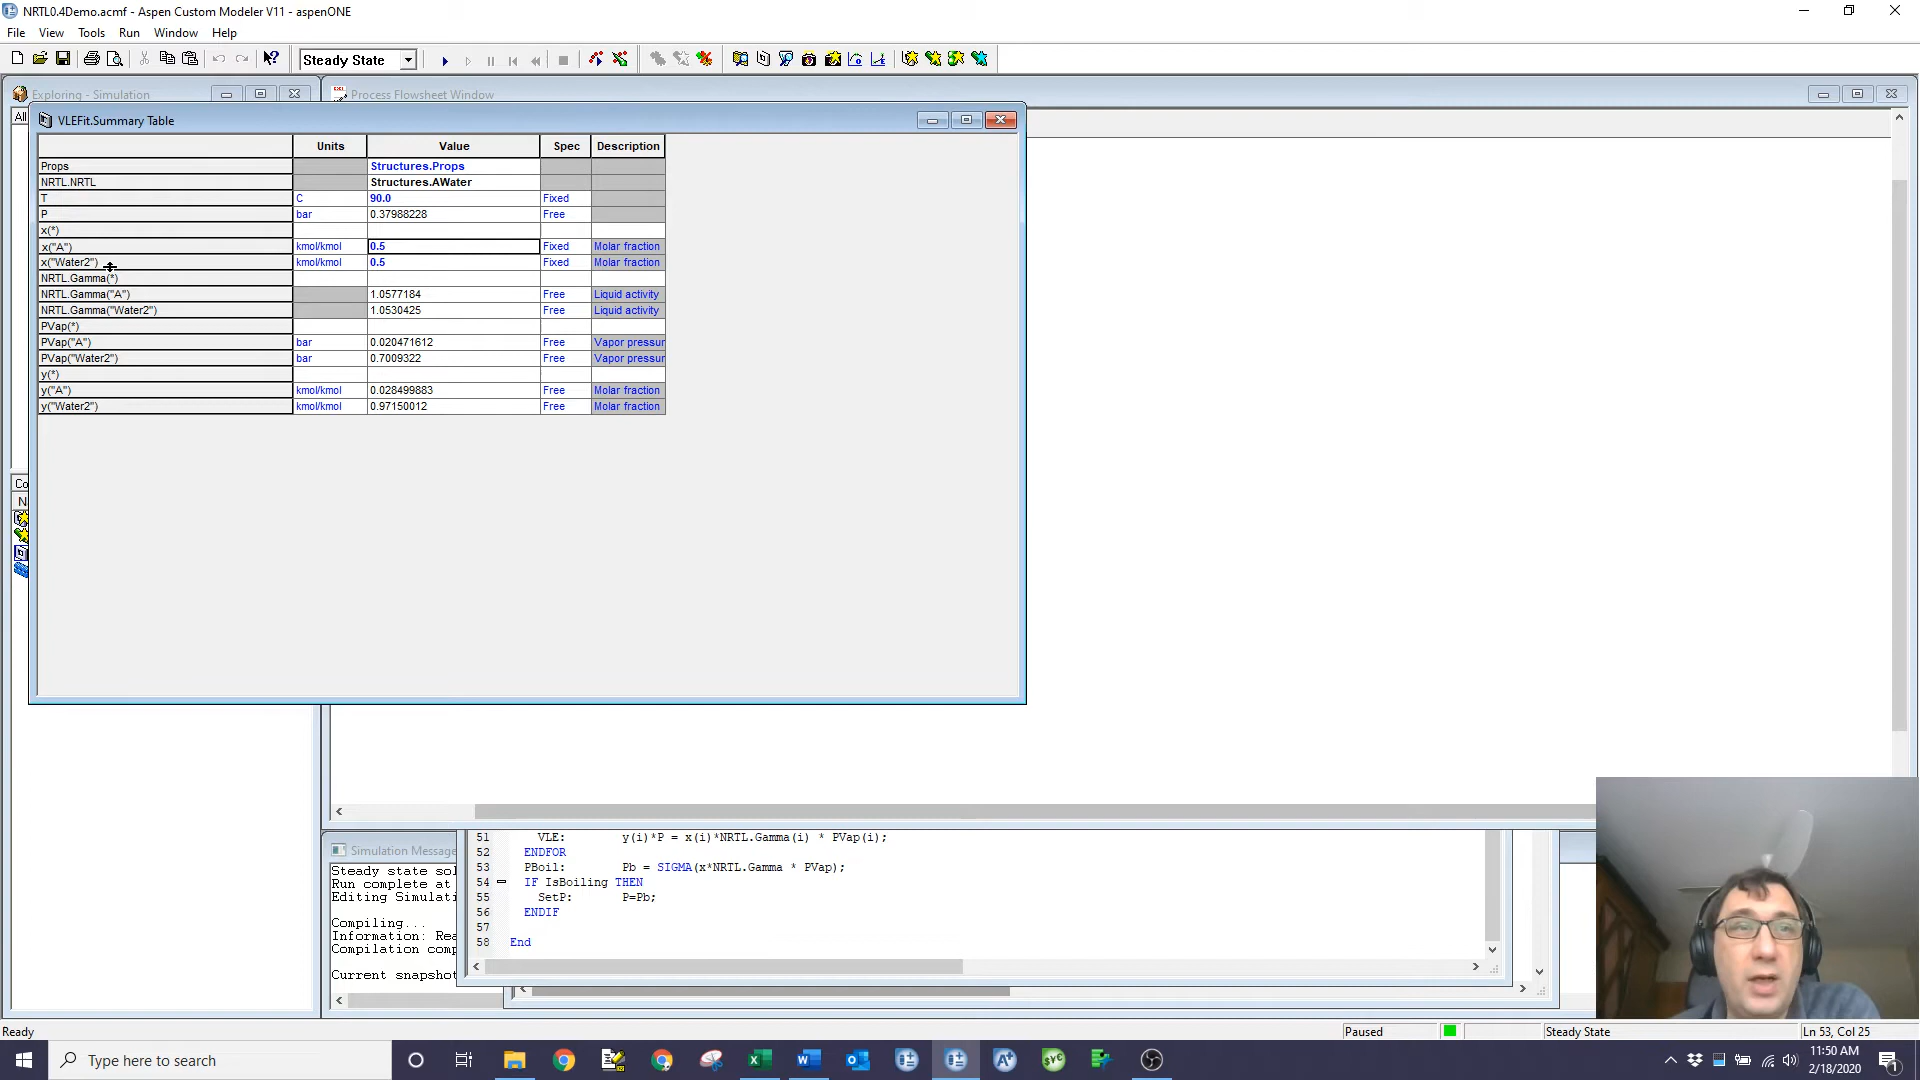 NRTL0.4Demo.acmf - Aspen Custom Modeler V11 - aspenONE
File View Tools Run Window Help
Steady State
Exploring - Simulation
Process Flowsheet Window
All
VLEFit.Summary Table
Units Value Spec Description
Props Structures.Props
NRTL.NRTL Structures.AWater
T C 90.0 Fixed
P bar 0.37988228 Free
x(*)
x("A") kmol/kmol 0.5 Fixed Molar fraction
x("Water2") kmol/kmol 0.5 Fixed Molar fraction
NRTL.Gamma(*)
NRTL.Gamma("A") 1.0577184 Free Liquid activity
NRTL.Gamma("Water2") 1.0530425 Free Liquid activity
PVap(*)
PVap("A") bar 0.020471612 Free Vapor pressur
PVap("Water2") bar 0.7009322 Free Vapor pressur
y(*)
y("A") kmol/kmol 0.028499883 Free Molar fraction
y("Water2") kmol/kmol 0.97150012 Free Molar fraction
Co
N
51 VLE: y(i)*P = x(i)*NRTL.Gamma(i) * PVap(i);
52 ENDFOR
53 PBoil: Pb = SIGMA(x*NRTL.Gamma * PVap);
54 IF IsBoiling THEN
55 SetP: P=Pb;
56 ENDIF
57
58 End
Simulation Message
Steady state sol
Run complete at
Editing Simulati
Compiling...
Information: Rea
Compilation comp
Current snapshot
Ready Paused Steady State Ln 53, Col 25
Type here to search
11:50 AM
2/18/2020